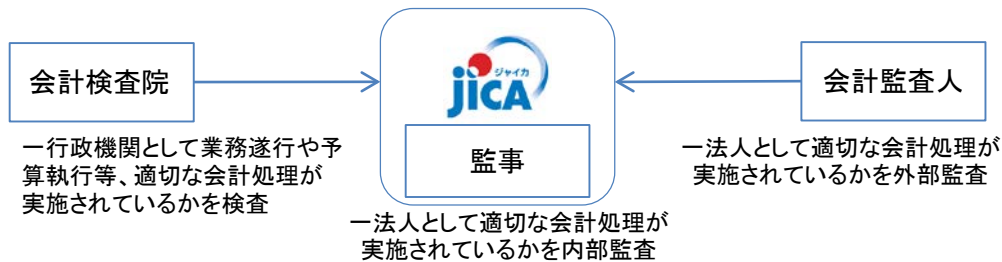 会計検査院
一行政機関として業務遂行や予
算執行等、適切な会計処理が
実施されているかを検査
ジャイカ
jICA
監事
一法人として適切な会計処理が
実施されているかを内部監査
会計監査人
一法人として適切な会計処理が
実施されているかを外部監査